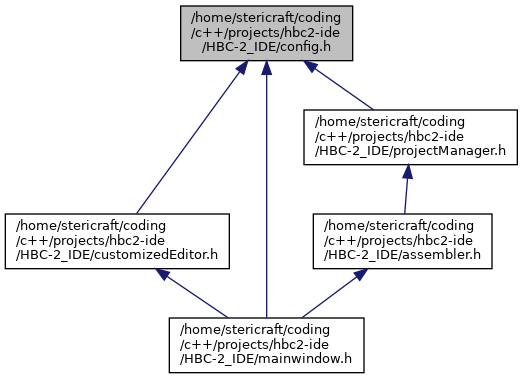 /home/stericraft/coding
/c++/projects/hbc2-ide
/HBC-2_IDE/config.h
/home/stericraft/coding
/c++/projects/hbc2-ide
/HBC-2_IDE/projectManager.h
/home/stericraft/coding
/c++/projects/hbc2-ide
/HBC-2_IDE/customizedEditor.h
/home/stericraft/coding
/c++/projects/hbc2-ide
/HBC-2_IDE/assembler.h
/home/stericraft/coding
/c++/projects/hbc2-ide
/HBC-2_IDE/mainwindow.h